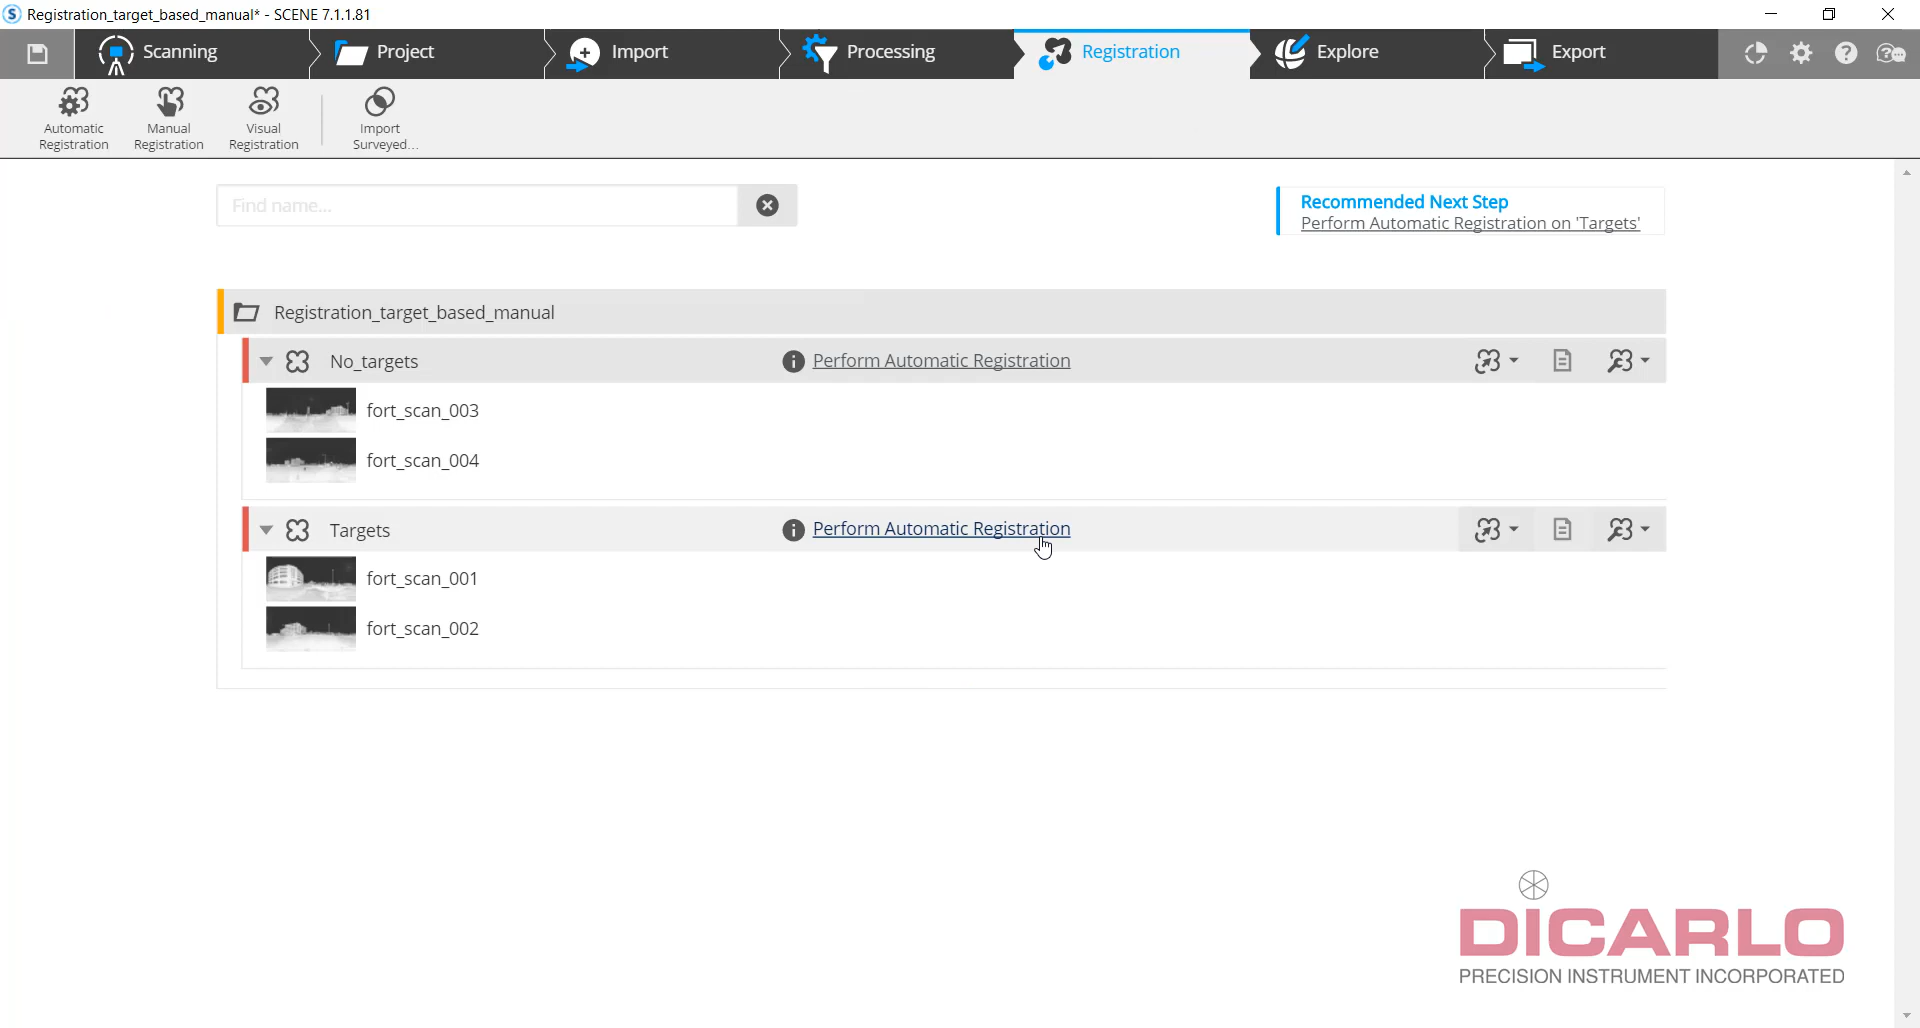 Registration_target_based_manual* - SCENE 7.1.1.81
Scanning
Project
Import
Processing
Registration
Explore
Export
Automatic
Registration
Manual
Registration
Visual
Registration
Import
Surveyed...
Find name...
Recommended Next Step
Perform Automatic Registration on 'Targets'
Registration_target_based_manual
No_targets
Perform Automatic Registration
fort_scan_003
fort_scan_004
Targets
Perform Automatic Registration
fort_scan_001
fort_scan_002
DICARLO
PRECISION INSTRUMENT INCORPORATED